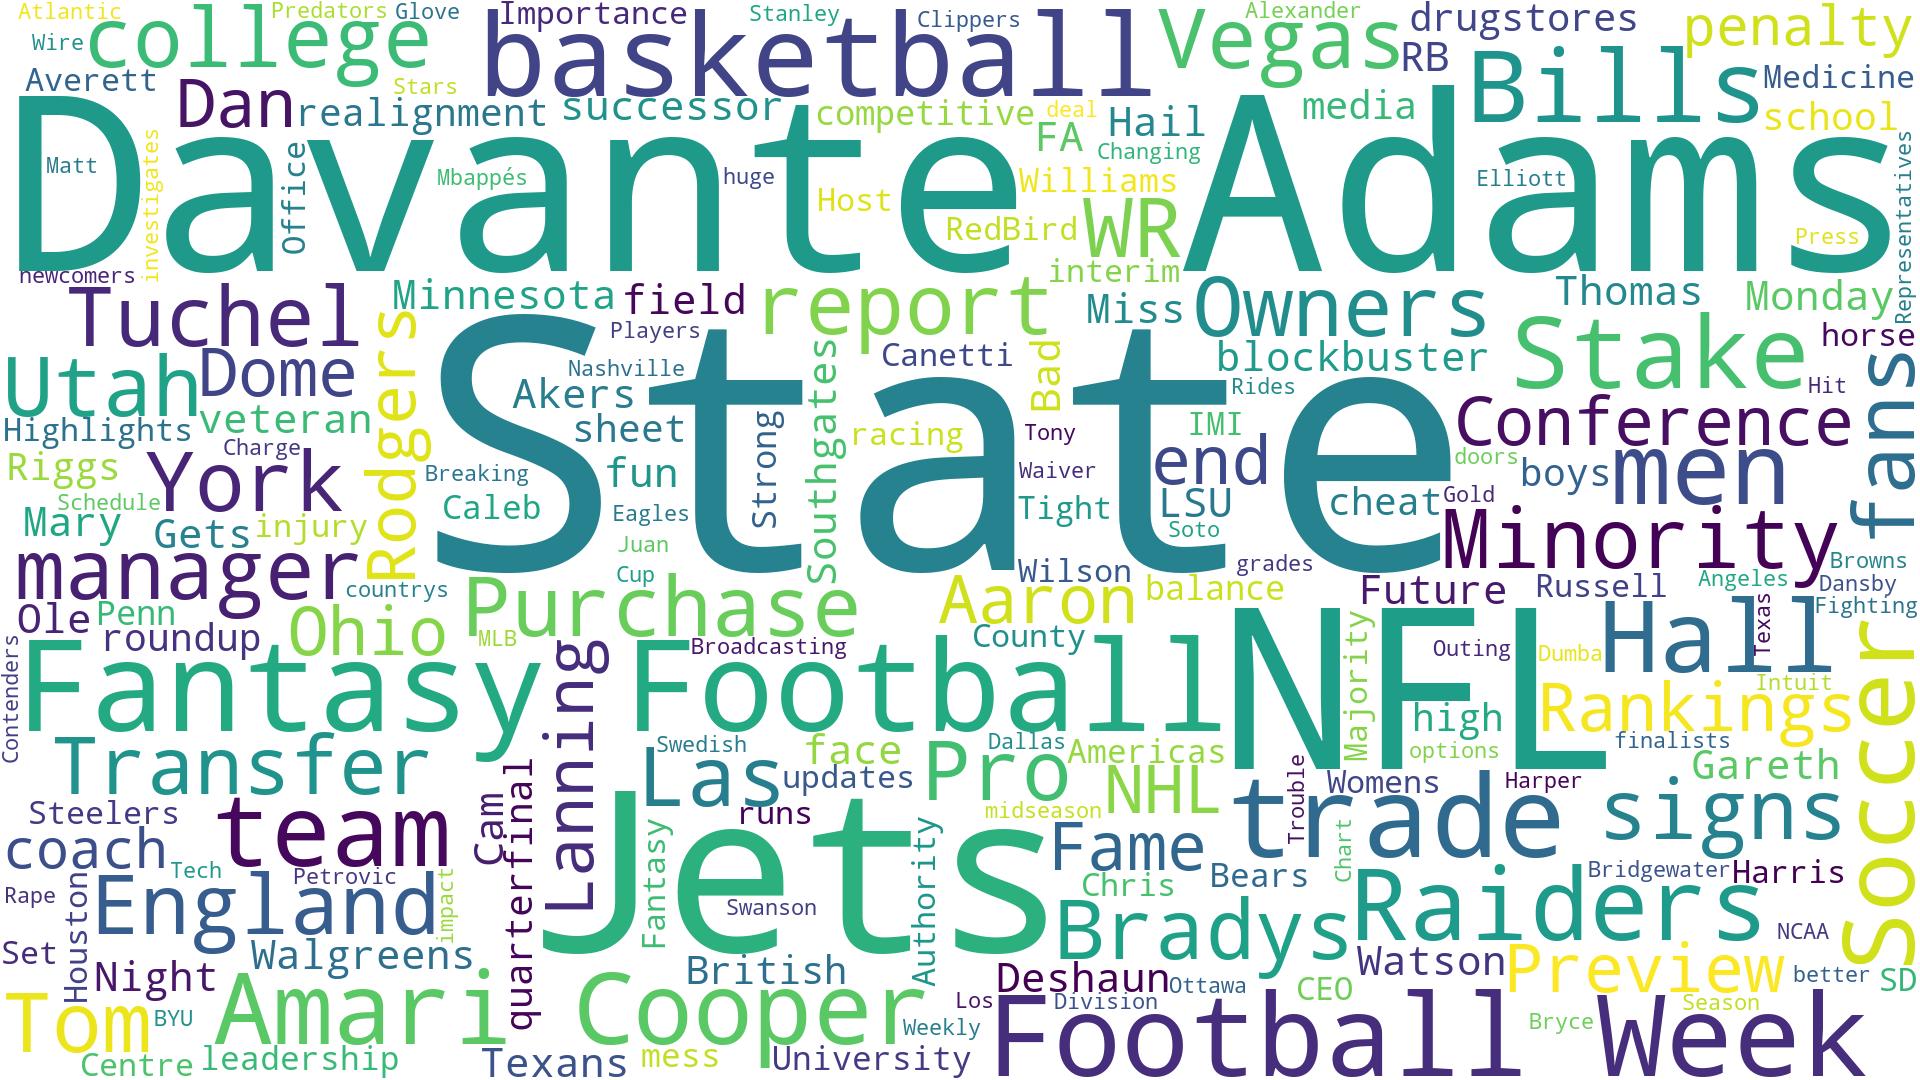 Atlantic
Predators
Glove
Importance
Stanley
Clippers
Alexander
drugstores
penalty
Wire
college
basketball
Vegas
RB
Bills
Averett
Stars
Medicine
Dan
realignment
successor
competitive
deal
Hail
media
school
FA
Changing
Davante Adams
Matt
investigates
Office
Mbappés
huge
Host
Williams
Elliott
Representatives
RedBird
WR
Press
newcomers
interim
Tuchel
Minnesota
field
report
Miss
Owners
Thomas
Monday
Players
horse
Utah
Dome
Rodgers
Nashville
Canetti
Bad
blockbuster
Stake
fans
Akers
Southgates
Rides
Hit
State
Highlights
veteran
sheet
Strong
racing
Tony
IMI
Conference
Charge
Riggs
York
Breaking
fun
Waiver
end
doors
boys
men
Schedule
Mary
Gets
injury
Caleb
Eagles
Tight
LSU
cheat
Gold
Soto
Minority
Juan
manager
Cup
Wilson
grades
Browns
countrys
Angeles
Dansby
Ole
Penn
Purchase
Aaron
balance
Future
Russell
Fighting
roundup
Ohio
MLB
County
NFL
Hall
Texas
Contenders
Broadcasting
Majority
Outing
Dumba
Soccer
Fantasy
Lanning
Football
high
Rankings
Intuit
Transfer
Swedish
face
Dallas
Americas
options
finalists
Las
updates
Pro
NHL
Womens
Harper
Gareth
Steelers
team
Cam
quarterfinal
runs
midseason
Trouble
trade
signs
coach
Jets
Fantasy
Authority
Fame
Chart
Tech
Petrovic
impact
Chris
Bears
Bridgewater
Harris
Rape
Houston
England
Swanson
Bradys
Raiders
NCAA
Set
Night
Walgreens
British
Deshaun
Ottawa
Watson
Preview
better
SD
Tom
BYU
Amari
Cooper
Los
Division
CEO
Season
Weekly
Football
Bryce
Week
Centre
leadership
Texans
mess
University